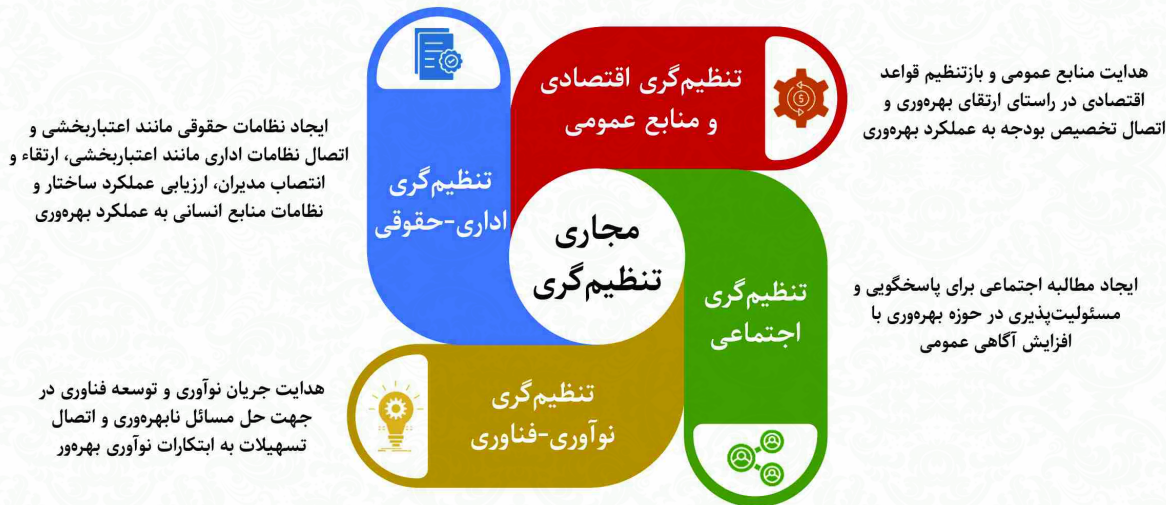 تنظیم‌گری اقتصادی
و منابع عمومی
هدایت منابع عمومی و بازتنظیم قواعد
اقتصادی در راستای ارتقای بهره‌وری و
اتصال تخصیص بودجه به عملکرد بهره‌وری
ایجاد نظامات حقوقی مانند اعتباربخشی و
اتصال نظامات اداری مانند اعتباربخشی، ارتقاء و
انتصاب مدیران، ارزیابی عملکرد ساختار و
نظامات منابع انسانی به عملکرد بهره‌وری
تنظیم‌گری
اداری-حقوقی
مجاری
تنظیم‌گری
تنظیم‌گری
اجتماعی
ایجاد مطالبه اجتماعی برای پاسخگویی و
مسئولیت‌پذیری در حوزه بهره‌وری با
افزایش آگاهی عمومی
تنظیم‌گری
نوآوری-فناوری
هدایت جریان نوآوری و توسعه فناوری در
جهت حل مسائل نابهره‌وری و اتصال
تسهیلات به ابتکارات نوآوری بهره‌ور